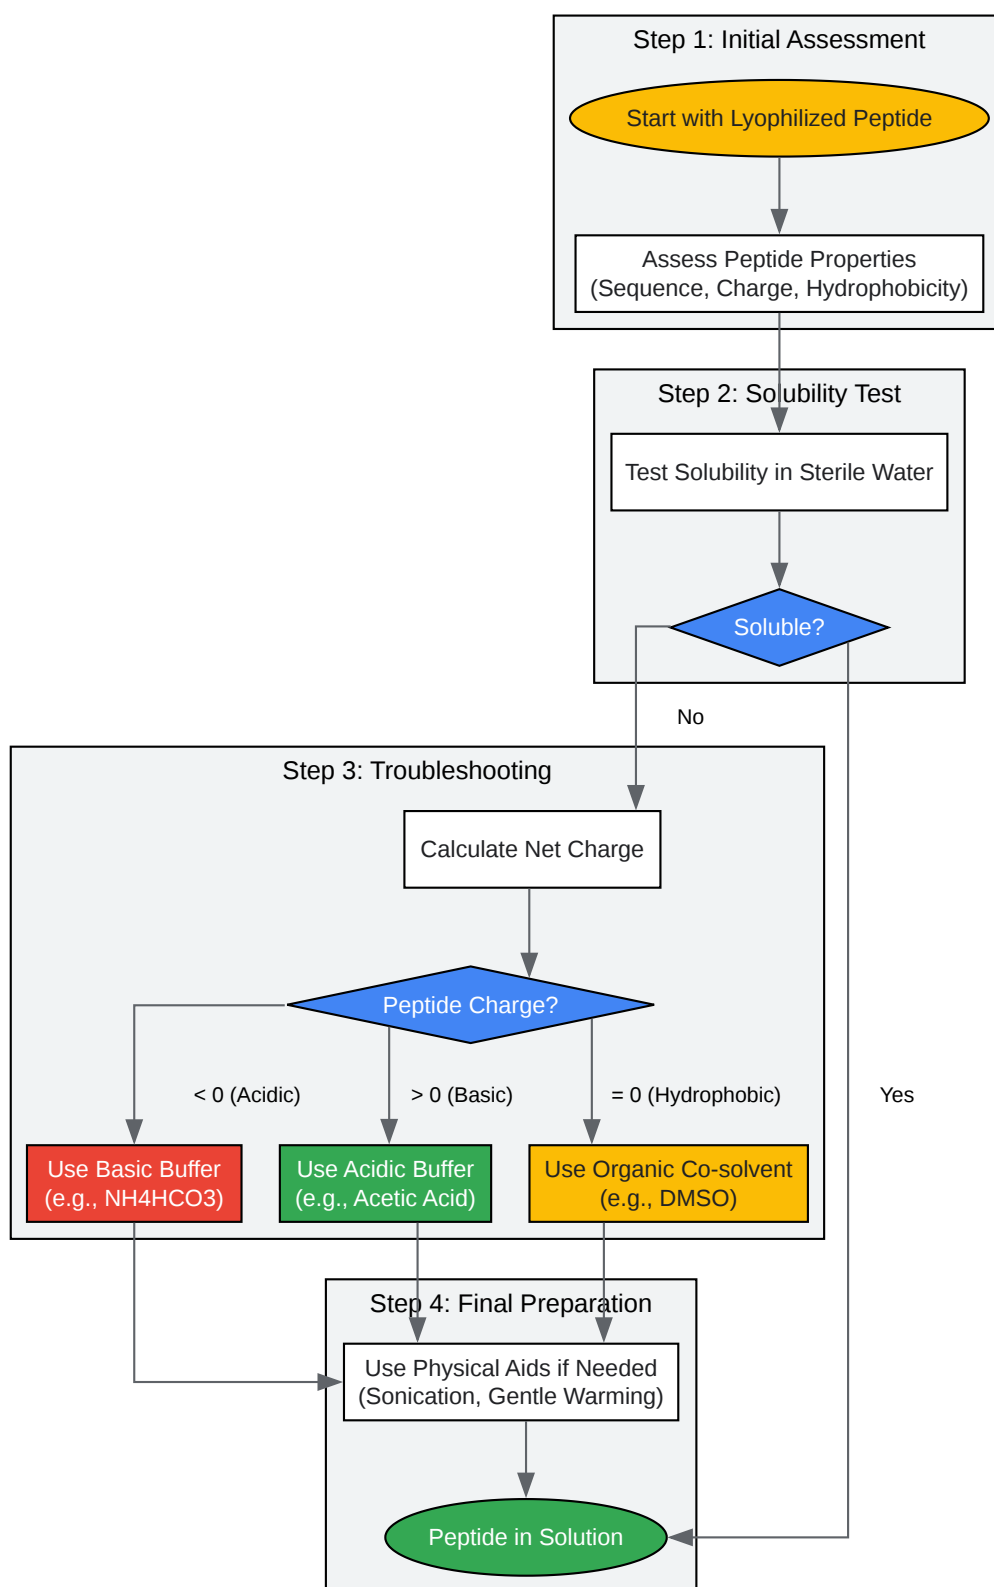 Step 1: Initial Assessment
Start with Lyophilized Peptide
Assess Peptide Properties
(Sequence, Charge, Hydrophobicity)
Step 2: Solubility Test
Test Solubility in Sterile Water
Soluble?
No
Step 3: Troubleshooting
Calculate Net Charge
Peptide Charge?
< 0 (Acidic)
> 0 (Basic)
= 0 (Hydrophobic)
Yes
Use Basic Buffer
(e.g., NH4HCO3)
Use Acidic Buffer
(e.g., Acetic Acid)
Use Organic Co-solvent
(e.g., DMSO)
Step 4: Final Preparation
Use Physical Aids if Needed
(Sonication, Gentle Warming)
Peptide in Solution